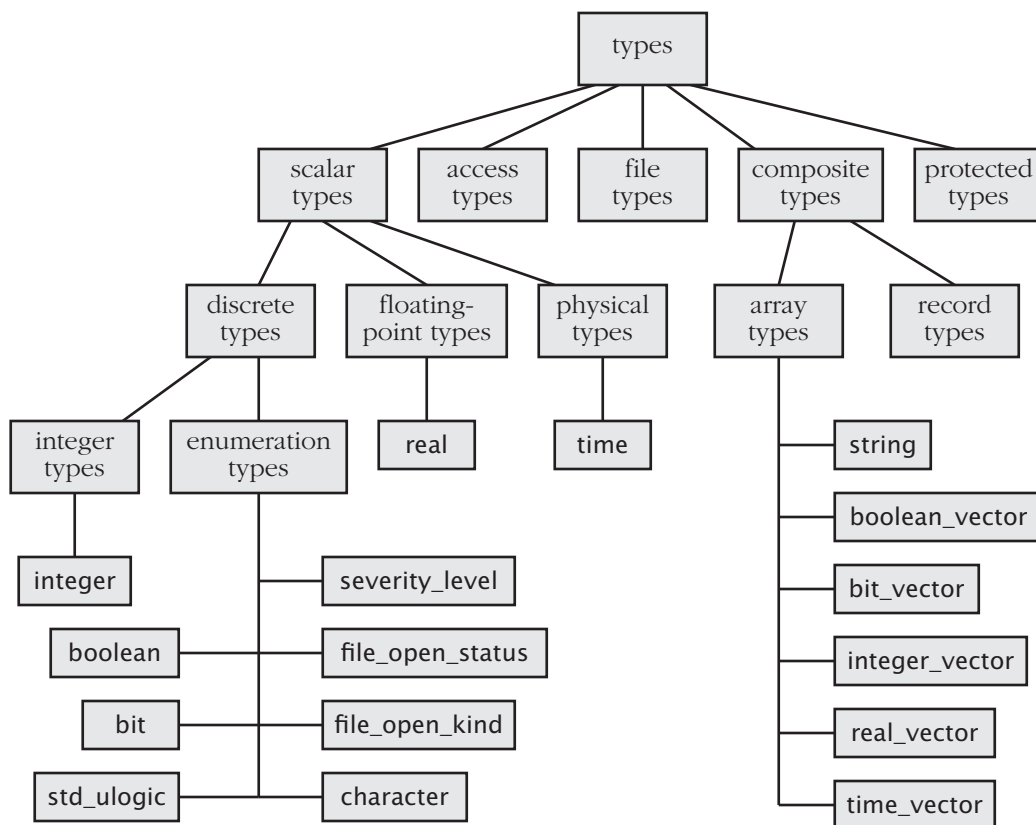 types
scalar
types
access
types
file
types
composite
types
protected
types
discrete
types
floating-
point types
physical
types
array
types
record
types
integer
types
enumeration
types
real
time
string
boolean_vector
integer
severity_level
bit_vector
boolean
file_open_status
integer_vector
bit
file_open_kind
real_vector
std_ulogic
character
time_vector